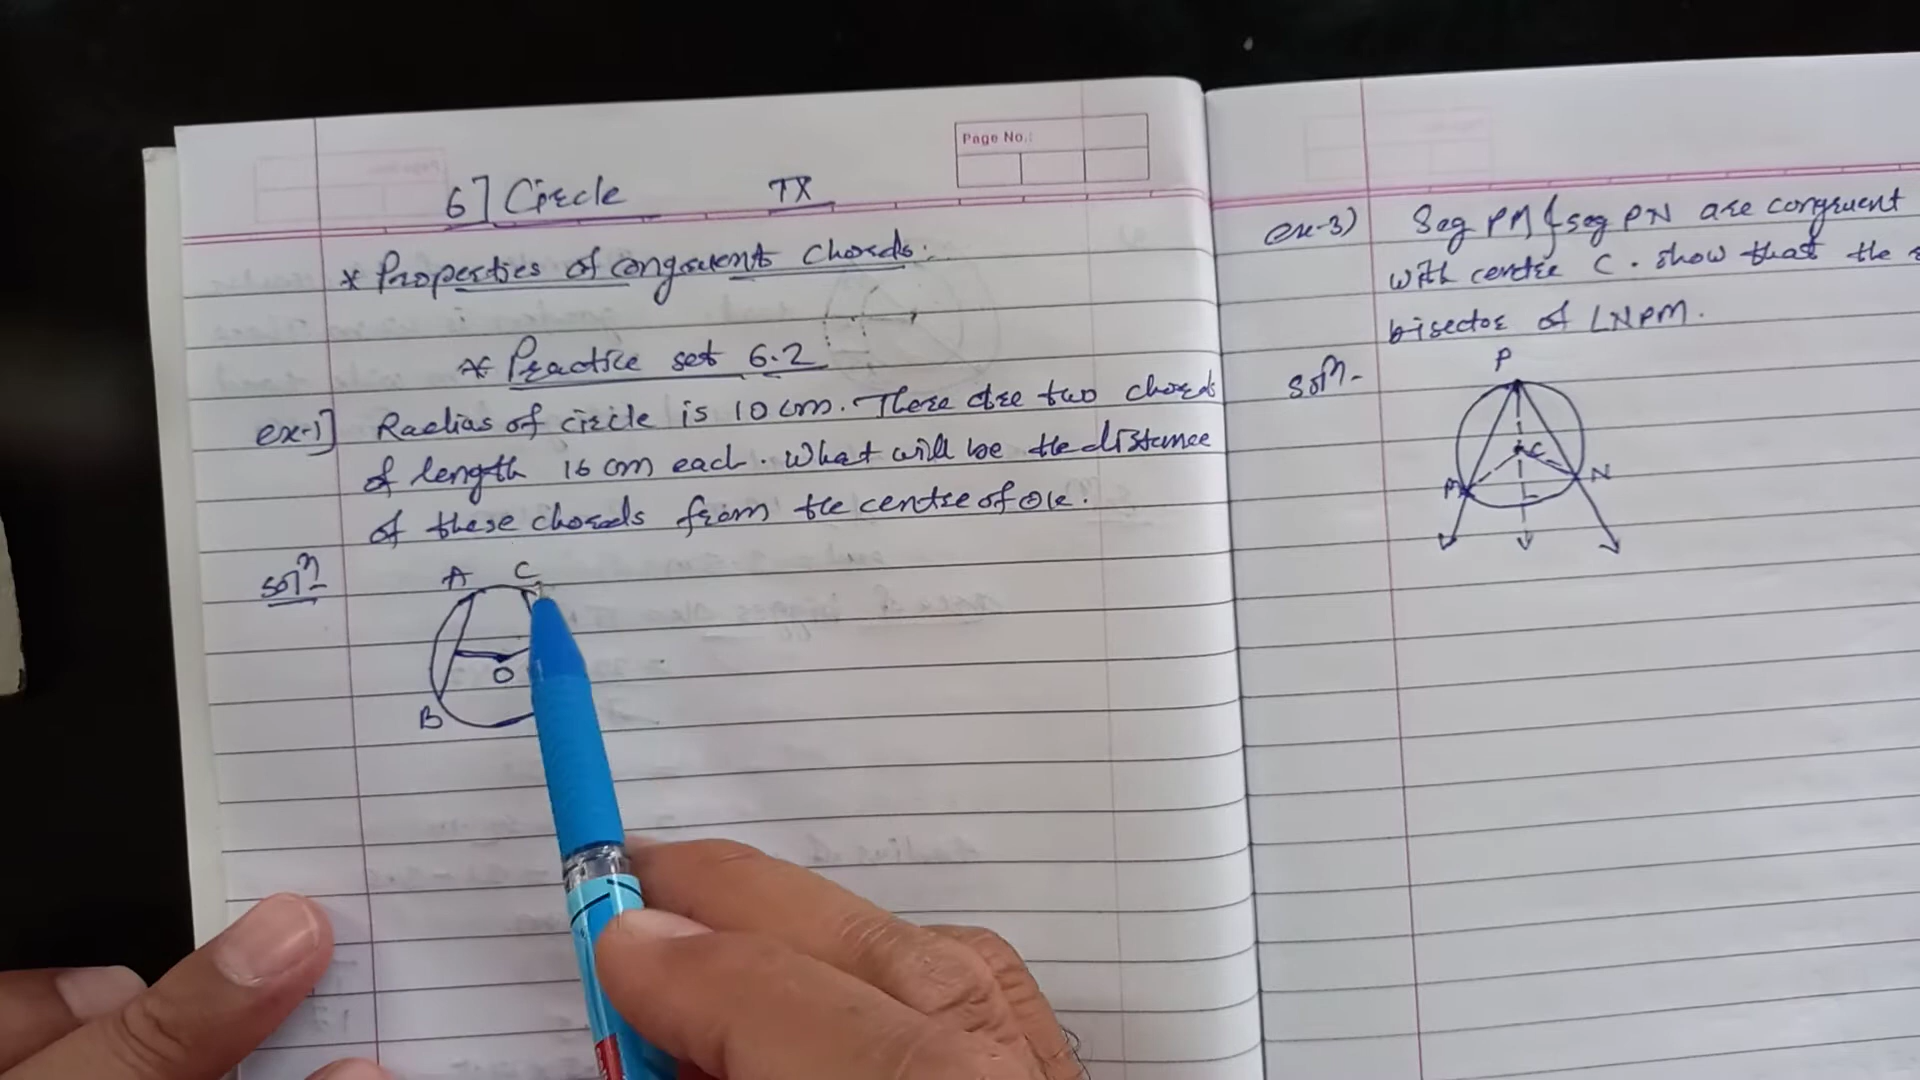 Page No.:
6] Circle TX
* Properties of congruent chords.
* Practice set 6.2
ex-1] Radius of circle is 10 cm. There are two chords
of length 16 cm each. What will be the distance
of these chords from the centre of ole.
solⁿ
A C
O
B
ex-3) Seg PM & seg PN are congruent
with centre C. show that the
bisector of ∠NPM.
solⁿ-
P
C
M N
L